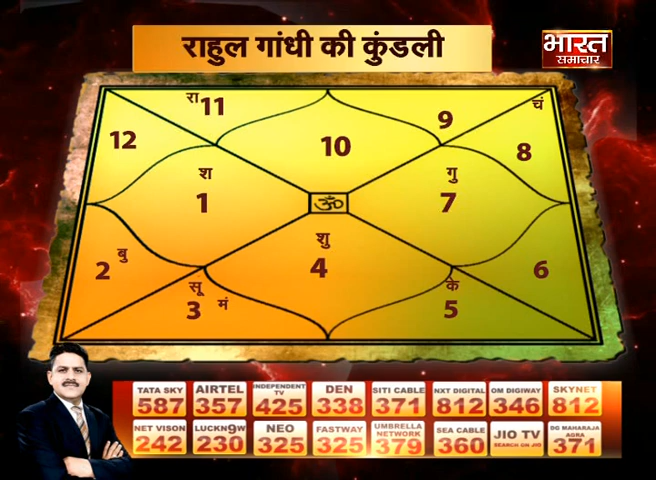 राहुल गांधी की कुंडली
भारत
समाचार
रा 11
9
चं
12
10
8
श
1
गु
7
ॐ
शु
4
बु
2
6
सू
3 मं
के
5
TATA SKY
587
AIRTEL
357
INDEPENDENT
TV
425
DEN
338
SITI CABLE
371
NXT DIGITAL
812
OM DIGIWAY
346
SKYNET
812
NET VISON
242
LUCKN9W
230
NEO
325
FASTWAY
325
UMBRELLA
NETWORK
379
SEA CABLE
360
JIO TV
SEARCH ON JIO
DG MAHARAJA
AGRA
371